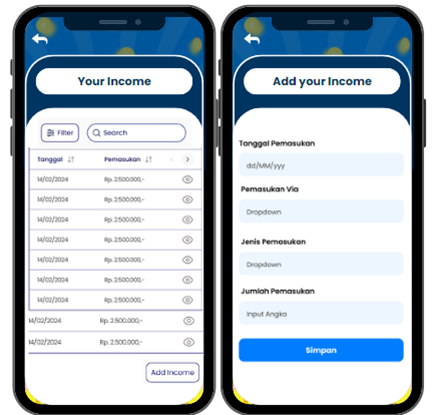 Your Income
Filter
Search
Tanggal Pemasukan
14/02/2024 Rp. 2.500.000,-
14/02/2024 Rp. 2.500.000,-
14/02/2024 Rp. 2.500.000,-
14/02/2024 Rp. 2.500.000,-
14/02/2024 Rp. 2.500.000,-
14/02/2024 Rp. 2.500.000,-
14/02/2024 Rp. 2.500.000,-
14/02/2024 Rp. 2.500.000,-
14/02/2024 Rp. 2.500.000,-
Add Income
Add your Income
Tanggal Pemasukan
dd/MM/yyy
Pemasukan Via
Dropdown
Jenis Pemasukan
Dropdown
Jumlah Pemasukan
Input Angka
Simpan